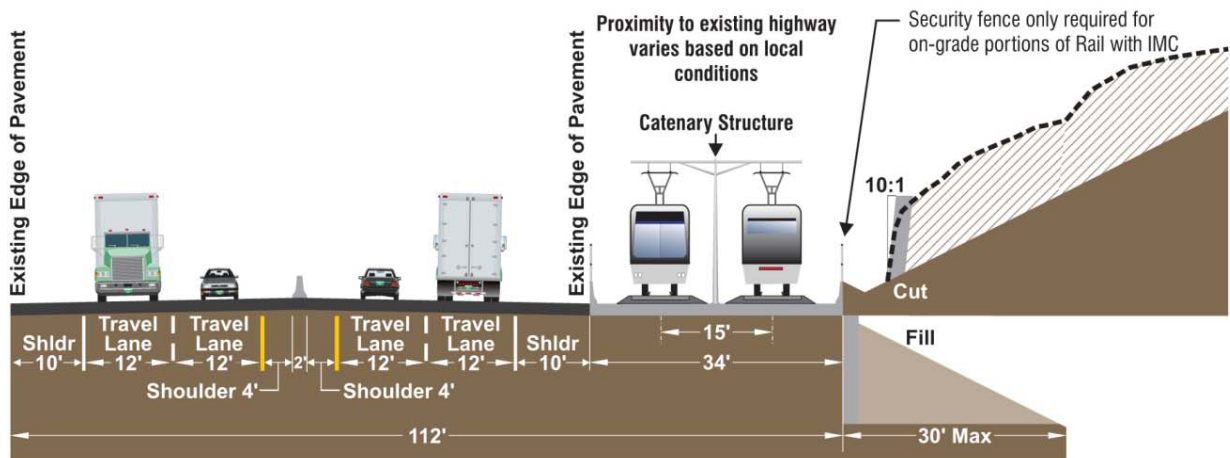 Existing Edge of Pavement
Existing Edge of Pavement
Proximity to existing highway
varies based on local
conditions
Catenary Structure
Security fence only required for
on-grade portions of Rail with IMC
10:1
Cut
Fill
Shldr
10'
Travel
Lane
12'
Travel
Lane
12'
2'
Travel
Lane
12'
Travel
Lane
12'
Shldr
10'
Shoulder 4'
Shoulder 4'
15'
34'
112'
30' Max